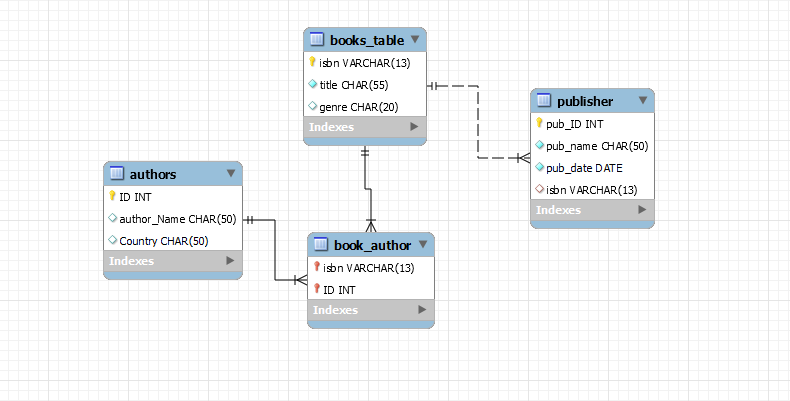 books_table
isbn VARCHAR(13)
title CHAR(55)
genre CHAR(20)
Indexes
publisher
pub_ID INT
pub_name CHAR(50)
pub_date DATE
isbn VARCHAR(13)
Indexes
authors
ID INT
author_Name CHAR(50)
Country CHAR(50)
Indexes
book_author
isbn VARCHAR(13)
ID INT
Indexes